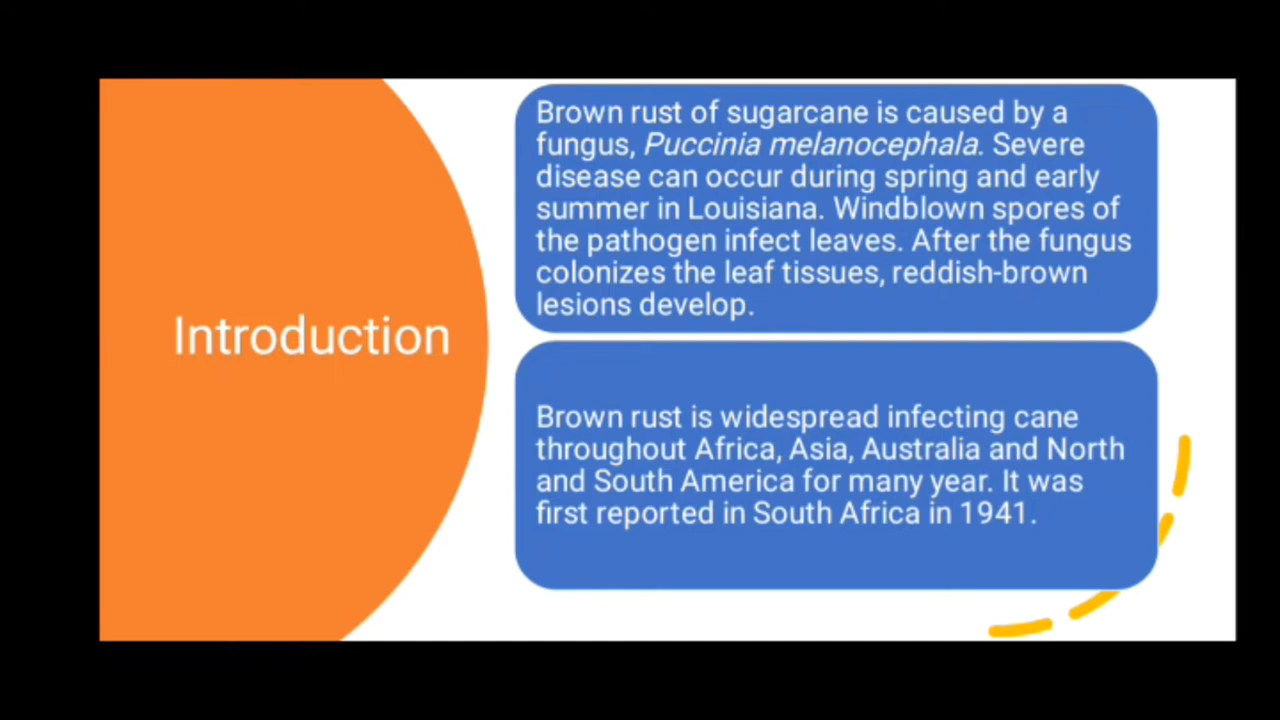 Introduction
Brown rust of sugarcane is caused by a
fungus, Puccinia melanocephala. Severe
disease can occur during spring and early
summer in Louisiana. Windblown spores of
the pathogen infect leaves. After the fungus
colonizes the leaf tissues, reddish-brown
lesions develop.
Brown rust is widespread infecting cane
throughout Africa, Asia, Australia and North
and South America for many year. It was
first reported in South Africa in 1941.